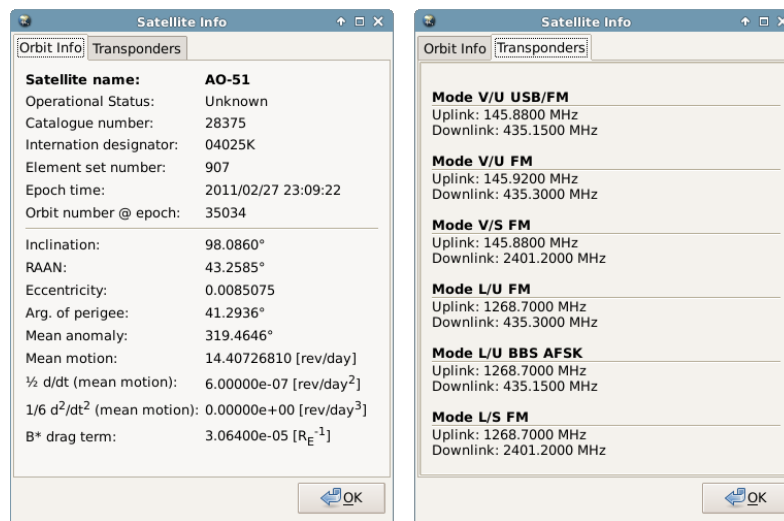 Satellite Info
Orbit Info Transponders
Satellite name: AO-51
Operational Status: Unknown
Catalogue number: 28375
Internation designator: 04025K
Element set number: 907
Epoch time: 2011/02/27 23:09:22
Orbit number @ epoch: 35034
Inclination: 98.0860°
RAAN: 43.2585°
Eccentricity: 0.0085075
Arg. of perigee: 41.2936°
Mean anomaly: 319.4646°
Mean motion: 14.40726810 [rev/day]
½ d/dt (mean motion): 6.00000e-07 [rev/day²]
1/6 d²/dt² (mean motion): 0.00000e+00 [rev/day³]
B* drag term: 3.06400e-05 [R_E⁻¹]
OK
Satellite Info
Orbit Info Transponders
Mode V/U USB/FM
Uplink: 145.8800 MHz
Downlink: 435.1500 MHz
Mode V/U FM
Uplink: 145.9200 MHz
Downlink: 435.3000 MHz
Mode V/S FM
Uplink: 145.8800 MHz
Downlink: 2401.2000 MHz
Mode L/U FM
Uplink: 1268.7000 MHz
Downlink: 435.3000 MHz
Mode L/U BBS AFSK
Uplink: 1268.7000 MHz
Downlink: 435.1500 MHz
Mode L/S FM
Uplink: 1268.7000 MHz
Downlink: 2401.2000 MHz
OK